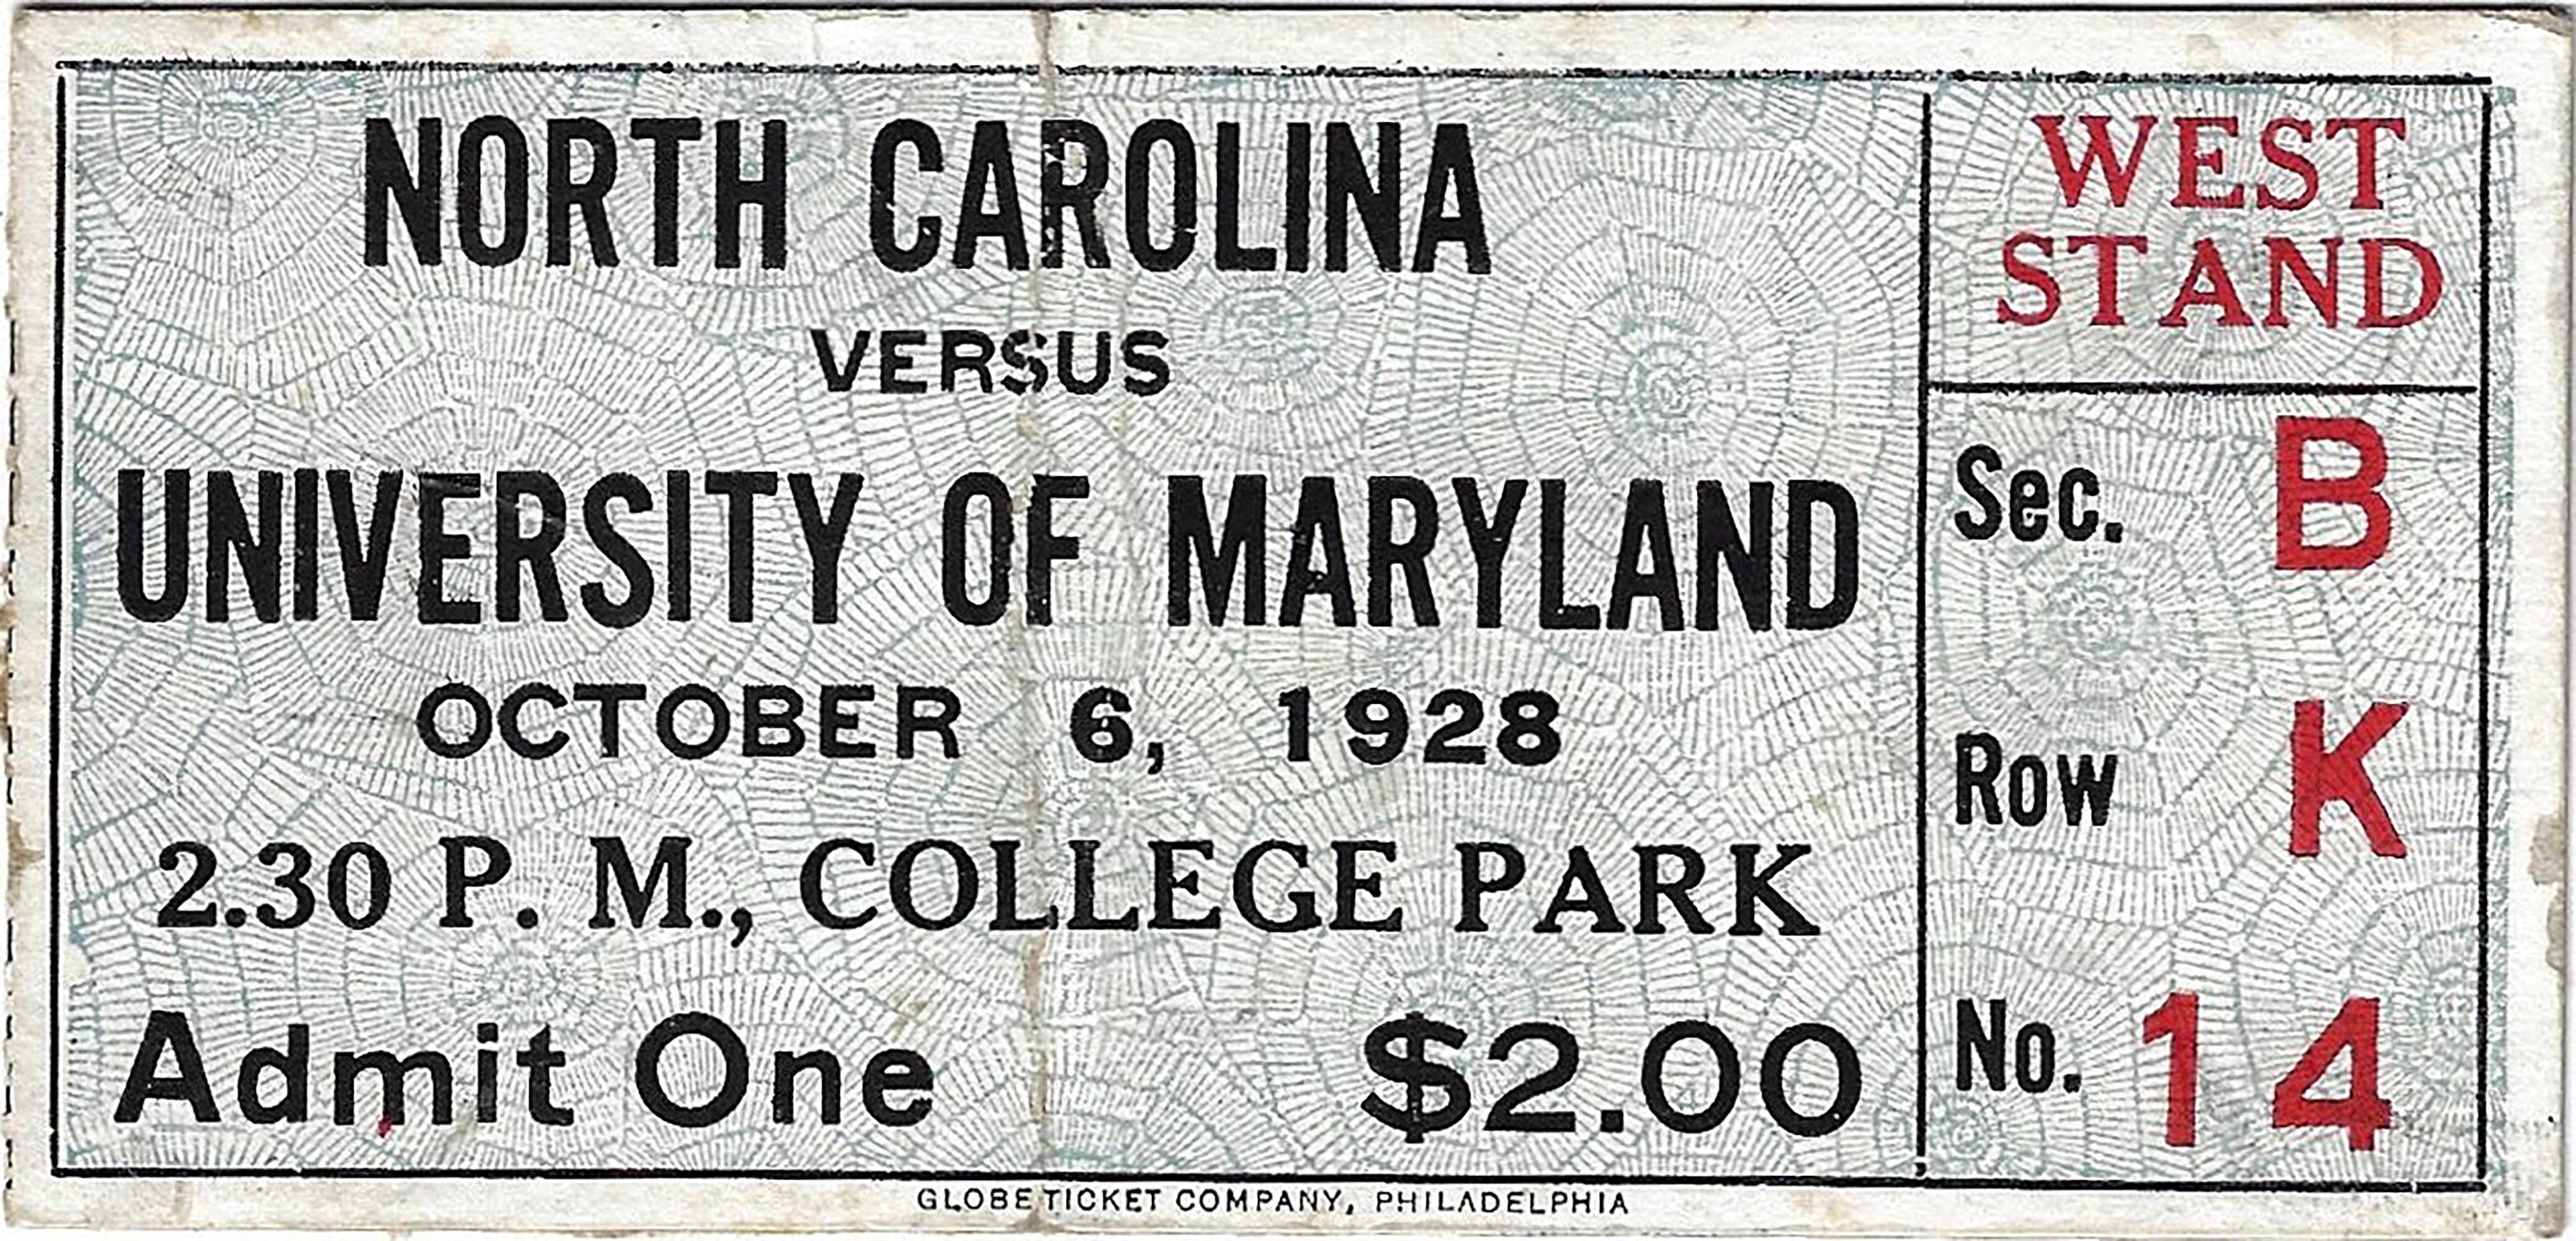 NORTH CAROLINA
VERSUS
UNIVERSITY OF MARYLAND
OCTOBER 6, 1928
2.30 P. M., COLLEGE PARK
Admit One $2.00
WEST
STAND
Sec. B
Row K
No. 14
GLOBE TICKET COMPANY, PHILADELPHIA